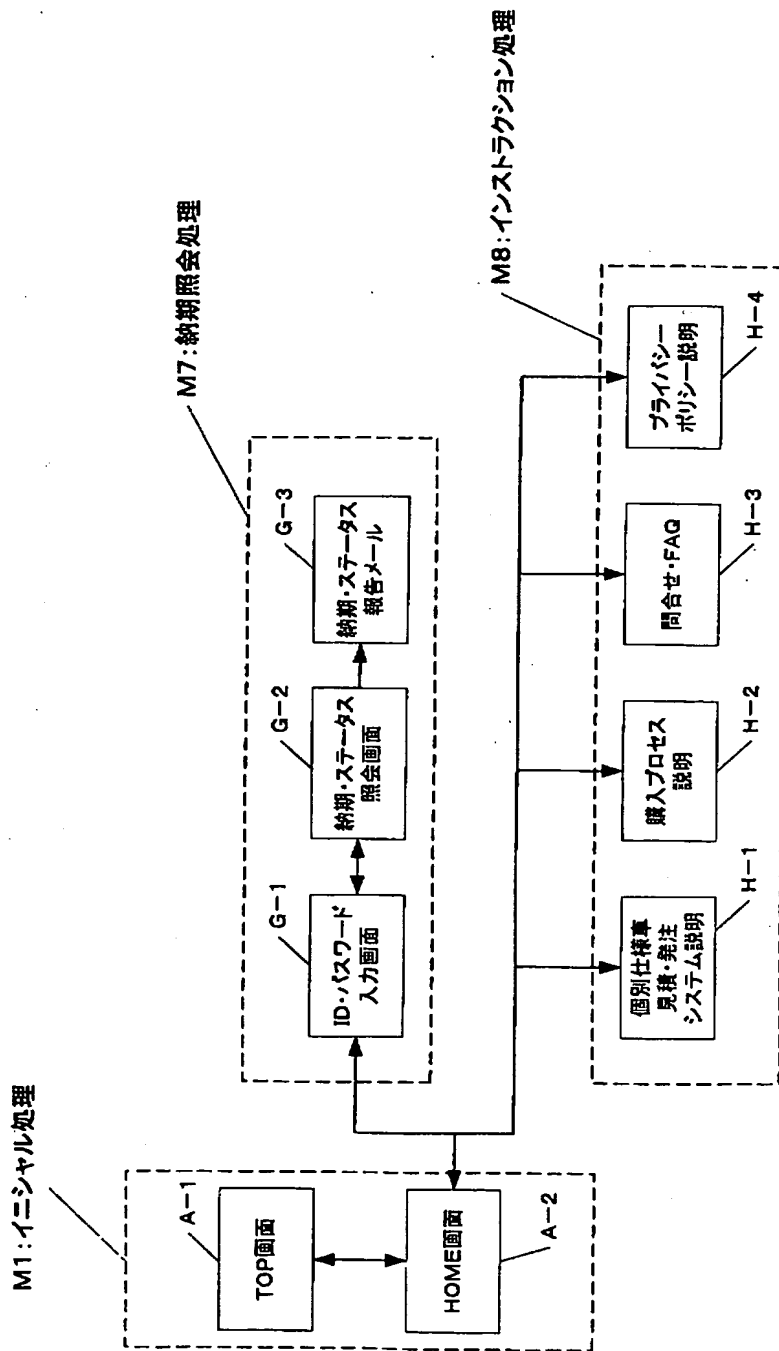 M1:イニシャル処理
A-1
TOP画面
HOME画面
A-2
M7:納期照会処理
G-1
ID・パスワード
入力画面
G-2
納期・ステータス
照会画面
G-3
納期・ステータス
報告メール
M8:インストラクション処理
個別仕様車
見積・発注
システム説明
H-1
購入プロセス
説明
H-2
問合せ・FAQ
H-3
プライバシー
ポリシー説明
H-4